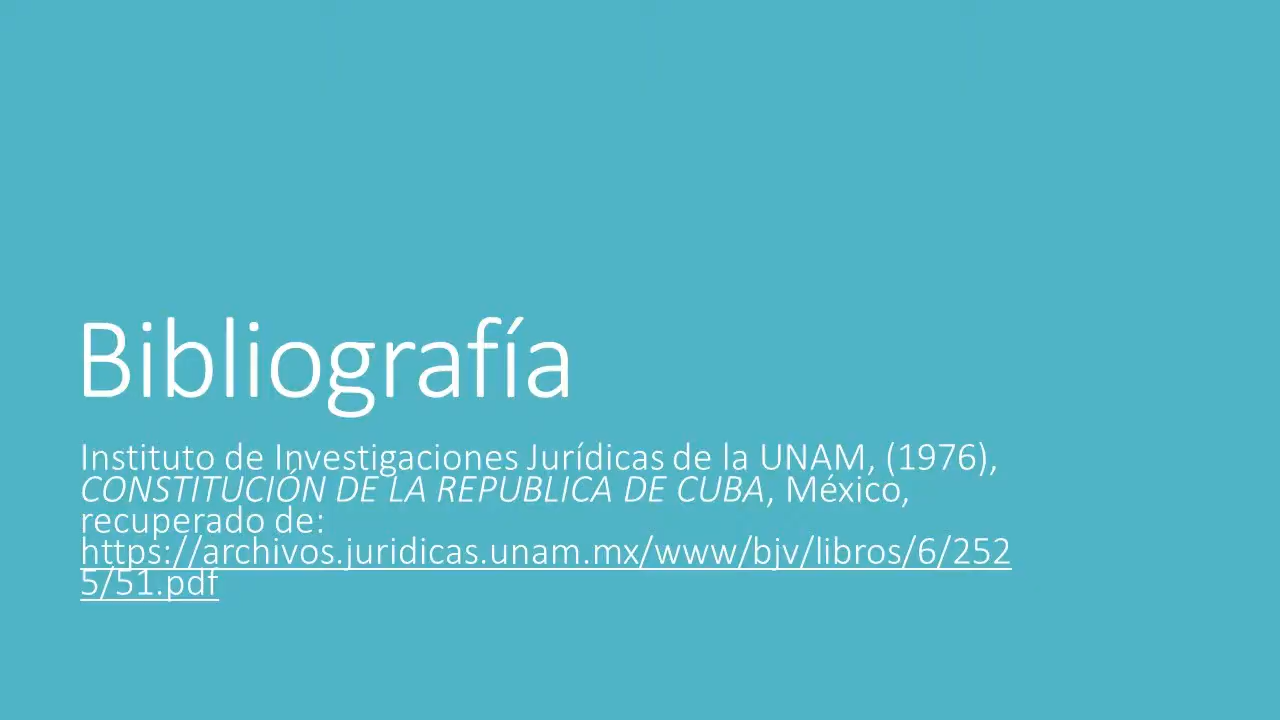 Bibliografía
Instituto de Investigaciones Jurídicas de la UNAM, (1976),
CONSTITUCIÓN DE LA REPUBLICA DE CUBA, México,
recuperado de:
https://archivos.juridicas.unam.mx/www/bjv/libros/6/252
5/51.pdf